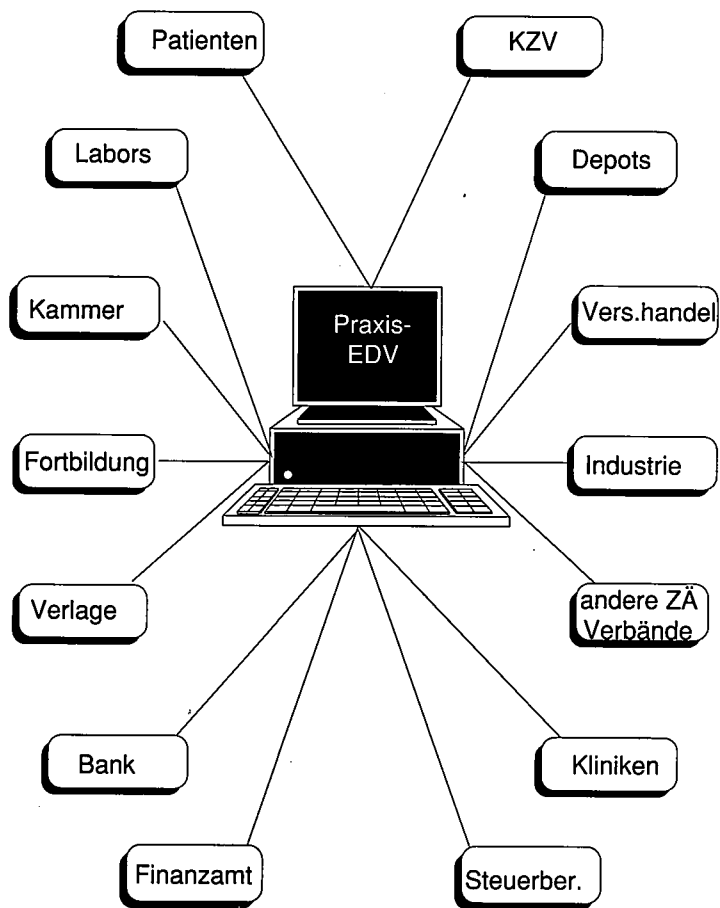 Patienten
KZV
Labors
Depots
Kammer
Vers.handel
Praxis-
EDV
Fortbildung
Industrie
Verlage
andere ZÄ
Verbände
Bank
Kliniken
Finanzamt
Steuerber.